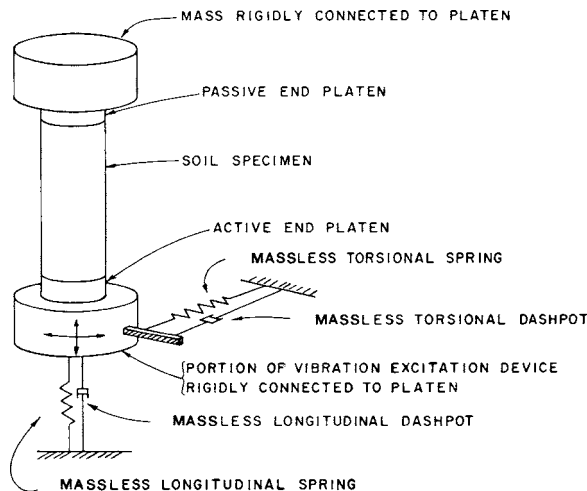 MASS RIGIDLY CONNECTED TO PLATEN
PASSIVE END PLATEN
SOIL SPECIMEN
ACTIVE END PLATEN
MASSLESS TORSIONAL SPRING
MASSLESS TORSIONAL DASHPOT
PORTION OF VIBRATION EXCITATION DEVICE
RIGIDLY CONNECTED TO PLATEN
MASSLESS LONGITUDINAL DASHPOT
MASSLESS LONGITUDINAL SPRING